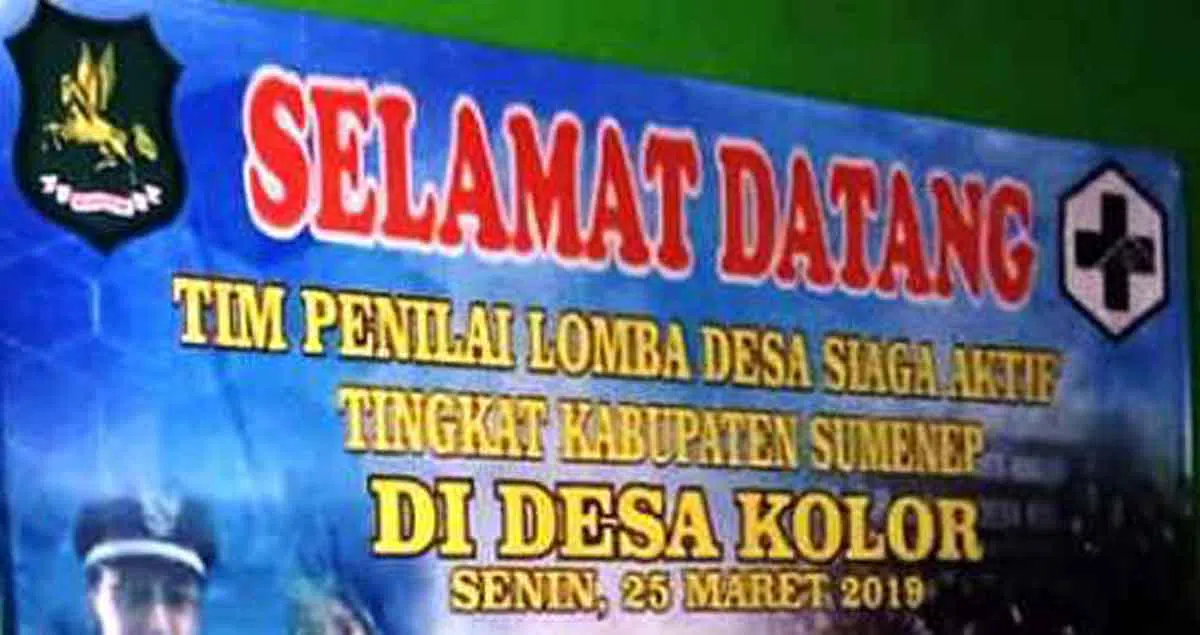 SELAMAT DATANG
TIM PENILAI LOMBA DESA SIAGA AKTIF
TINGKAT KABUPATEN SUMENEP
DI DESA KOLOR
SENIN, 25 MARET 2019